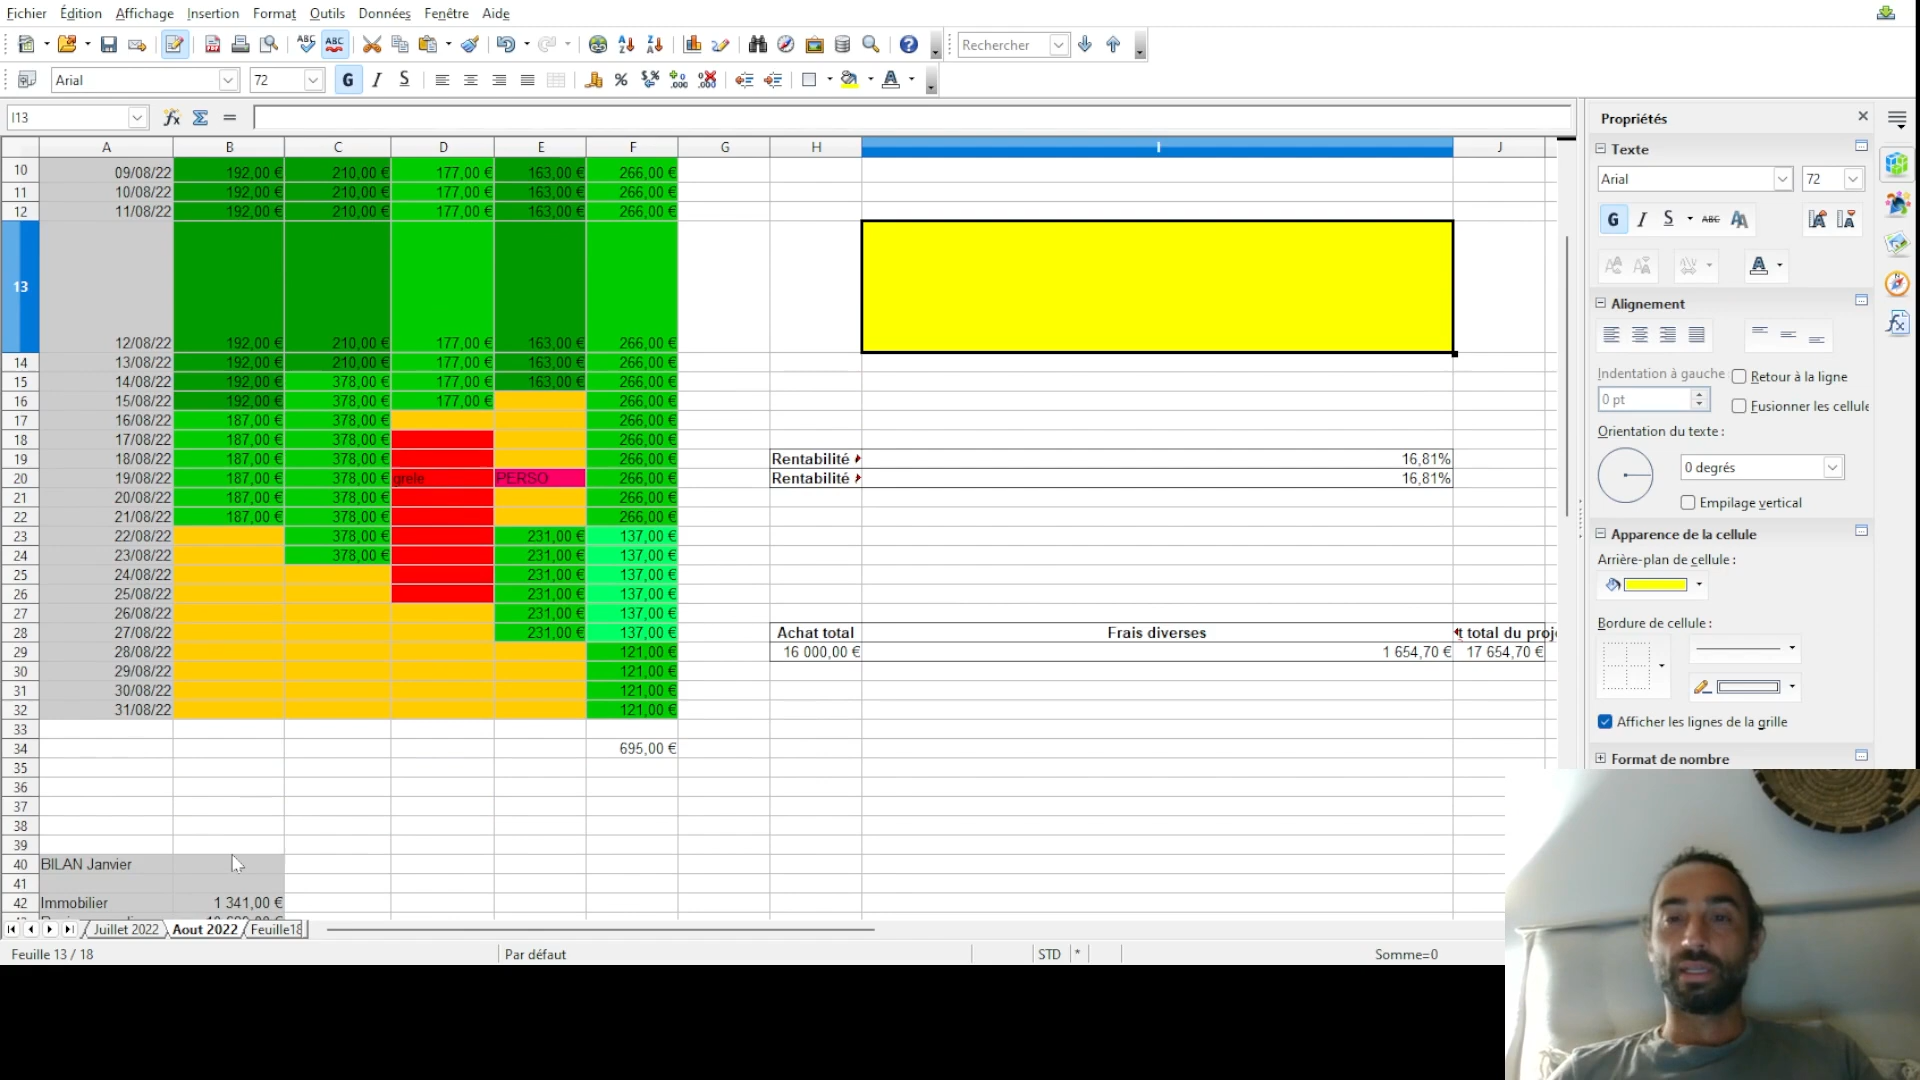 Fichier Édition Affichage Insertion Format Outils Données Fenêtre Aide
Rechercher
Arial 72
I13
A B C D E F G H I J
10 09/08/22 192,00 € 210,00 € 177,00 € 163,00 € 266,00 €
11 10/08/22 192,00 € 210,00 € 177,00 € 163,00 € 266,00 €
12 11/08/22 192,00 € 210,00 € 177,00 € 163,00 € 266,00 €
13 12/08/22 192,00 € 210,00 € 177,00 € 163,00 € 266,00 €
14 13/08/22 192,00 € 210,00 € 177,00 € 163,00 € 266,00 €
15 14/08/22 192,00 € 378,00 € 177,00 € 163,00 € 266,00 €
16 15/08/22 192,00 € 378,00 € 177,00 € 266,00 €
17 16/08/22 187,00 € 378,00 € 266,00 €
18 17/08/22 187,00 € 378,00 € 266,00 €
19 18/08/22 187,00 € 378,00 € 266,00 € Rentabilité 16,81%
20 19/08/22 187,00 € 378,00 € grele PERSO 266,00 € Rentabilité 16,81%
21 20/08/22 187,00 € 378,00 € 266,00 €
22 21/08/22 187,00 € 378,00 € 266,00 €
23 22/08/22 378,00 € 231,00 € 137,00 €
24 23/08/22 378,00 € 231,00 € 137,00 €
25 24/08/22 231,00 € 137,00 €
26 25/08/22 231,00 € 137,00 €
27 26/08/22 231,00 € 137,00 €
28 27/08/22 231,00 € 137,00 € Achat total Frais diverses t total du proj
29 28/08/22 121,00 € 16 000,00 € 1 654,70 € 17 654,70 €
30 29/08/22 121,00 €
31 30/08/22 121,00 €
32 31/08/22 121,00 €
33
34 695,00 €
35
36
37
38
39
40 BILAN Janvier
41
42 Immobilier 1 341,00 €
Juillet 2022 Aout 2022 Feuille18
Feuille 13 / 18 Par défaut STD * Somme=0
Propriétés
Texte
Arial 72
Alignement
Indentation à gauche Retour à la ligne
0 pt Fusionner les cellule
Orientation du texte :
0 degrés
Empilage vertical
Apparence de la cellule
Arrière-plan de cellule :
Bordure de cellule :
Afficher les lignes de la grille
Format de nombre